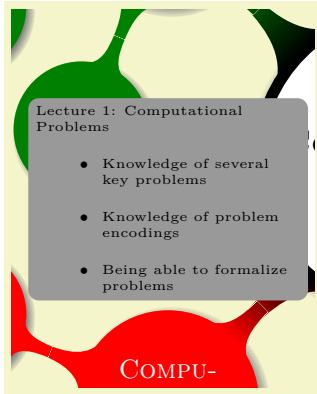 Lecture 1: Computational
Problems
• Knowledge of several
key problems
• Knowledge of problem
encodings
• Being able to formalize
problems
COMPU-